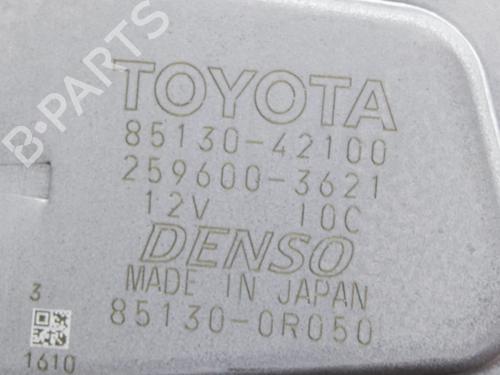 B-PARTS
TOYOTA
85130-42100
259600-3621
12V 10C
DENSO
MADE IN JAPAN
85130-0R050
3
1610